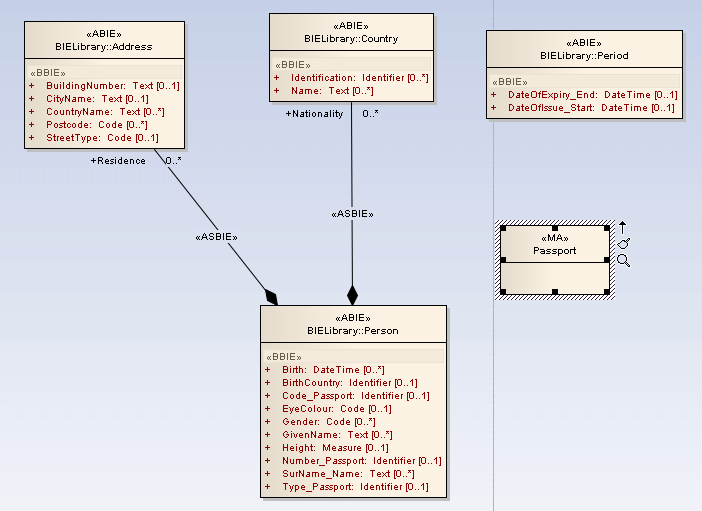 «ABIE»
BIELibrary::Address
«BBIE»
+ BuildingNumber: Text [0..1]
+ CityName: Text [0..1]
+ CountryName: Text [0..*]
+ Postcode: Code [0..*]
+ StreetType: Code [0..1]
«ABIE»
BIELibrary::Country
«BBIE»
+ Identification: Identifier [0..*]
+ Name: Text [0..*]
«ABIE»
BIELibrary::Period
«BBIE»
+ DateOfExpiry_End: DateTime [0..1]
+ DateOfIssue_Start: DateTime [0..1]
+Residence 0..*
+Nationality 0..*
«ASBIE»
«ASBIE»
«MA»
Passport
«ABIE»
BIELibrary::Person
«BBIE»
+ Birth: DateTime [0..*]
+ BirthCountry: Identifier [0..1]
+ Code_Passport: Identifier [0..1]
+ EyeColour: Code [0..1]
+ Gender: Code [0..*]
+ GivenName: Text [0..*]
+ Height: Measure [0..1]
+ Number_Passport: Identifier [0..1]
+ SurName_Name: Text [0..*]
+ Type_Passport: Identifier [0..1]